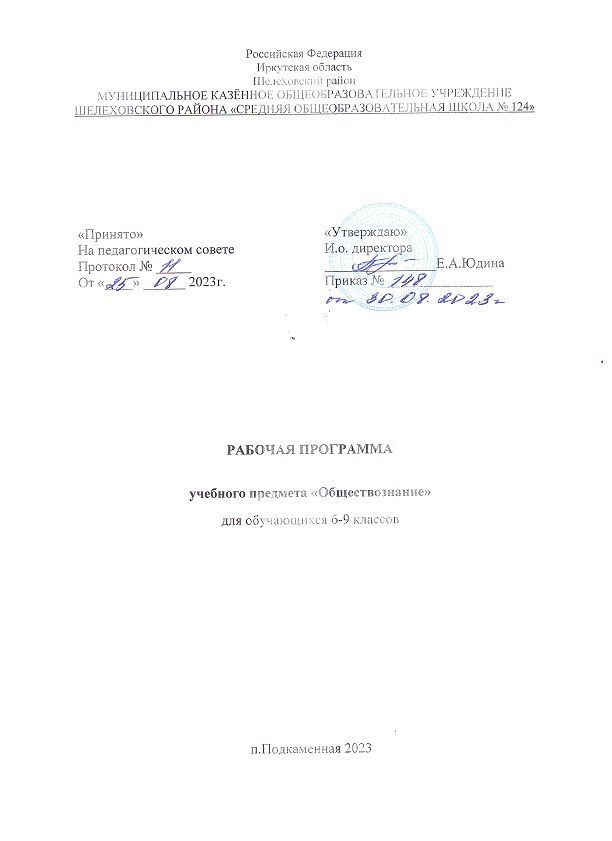 Российская Федерация
Иркутская область
Шелеховский район
МУНИЦИПАЛЬНОЕ КАЗЁННОЕ ОБЩЕОБРАЗОВАТЕЛЬНОЕ УЧРЕЖДЕНИЕ
ШЕЛЕХОВСКОГО РАЙОНА «СРЕДНЯЯ ОБЩЕОБРАЗОВАТЕЛЬНАЯ ШКОЛА № 124»
«Принято»
На педагогическом совете
Протокол № 11
От «25» 08 2023г.
«Утверждаю»
И.о. директора
Е.А.Юдина
Приказ № 148
от 30.08.2023г
РАБОЧАЯ ПРОГРАММА
учебного предмета «Обществознание»
для обучающихся 6-9 классов
п.Подкаменная 2023